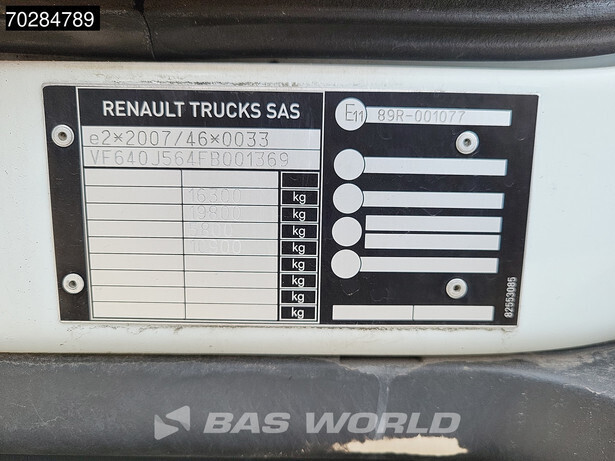 70284789
RENAULT TRUCKS SAS
e2*2007/46*0033
VF640J564FB001369
16300 kg
19800 kg
kg
kg
kg
kg
kg
kg
E11 89R-001077
82553085
BAS WORLD